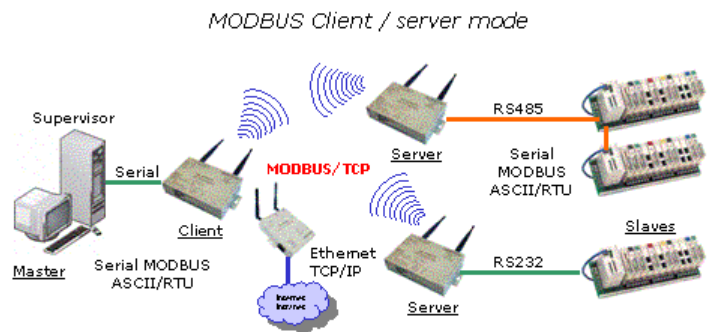 MODBUS Client / server mode
Supervisor
Serial
Client
Master
Serial MODBUS
ASCII/RTU
MODBUS/TCP
Ethernet
TCP/IP
Internet
Server
RS485
Serial
MODBUS
ASCII/RTU
Slaves
Server
RS232